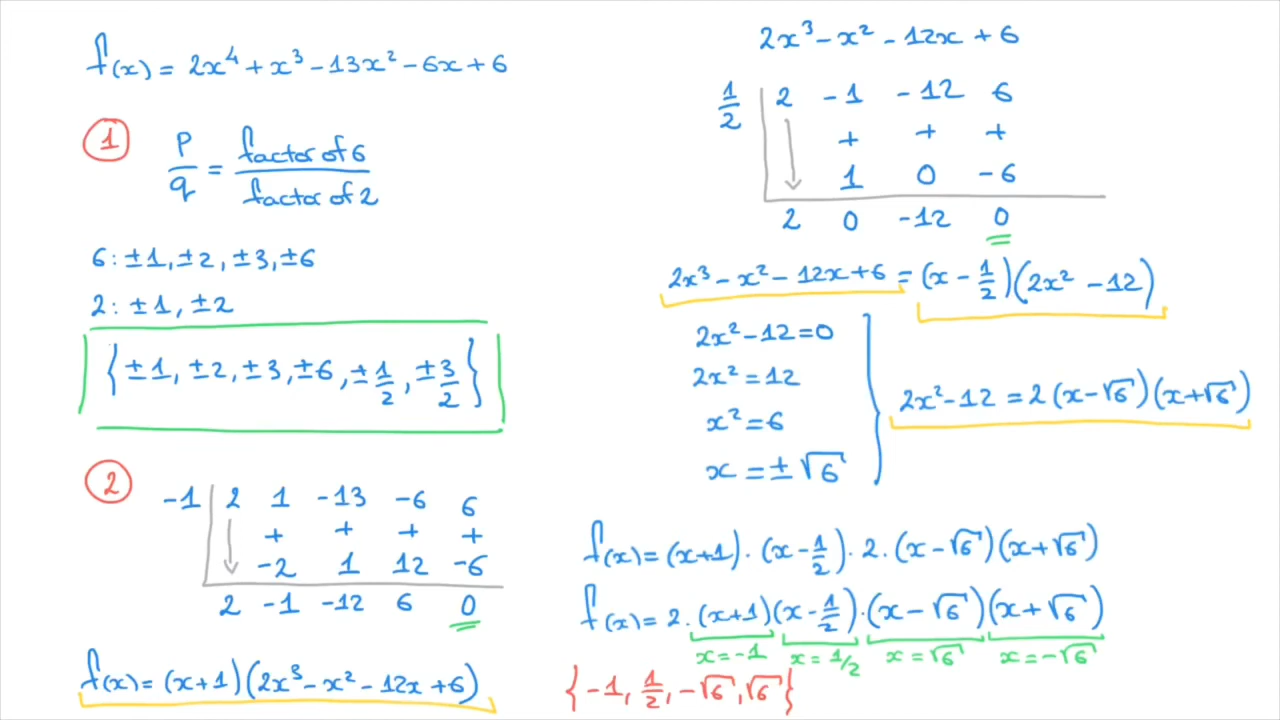 f(x) = 2x⁴ + x³ - 13x² - 6x + 6
1
p/q = factor of 6 / factor of 2
6: ±1, ±2, ±3, ±6
2: ±1, ±2
{±1, ±2, ±3, ±6, ±1/2, ±3/2}
2
-1 | 2 1 -13 -6 6
+ + + +
-2 1 12 -6
2 -1 -12 6 0
f(x) = (x+1)(2x³ - x² - 12x + 6)
2x³ - x² - 12x + 6
1/2 | 2 -1 -12 6
+ + +
1 0 -6
2 0 -12 0
2x³ - x² - 12x + 6 = (x - 1/2)(2x² - 12)
2x² - 12 = 0
2x² = 12
x² = 6
x = ±√6
2x² - 12 = 2(x - √6)(x + √6)
f(x) = (x+1)·(x - 1/2)·2·(x - √6)(x + √6)
f(x) = 2·(x+1)(x - 1/2)·(x - √6)(x + √6)
x = -1 x = 1/2 x = √6 x = -√6
{-1, 1/2, -√6, √6}